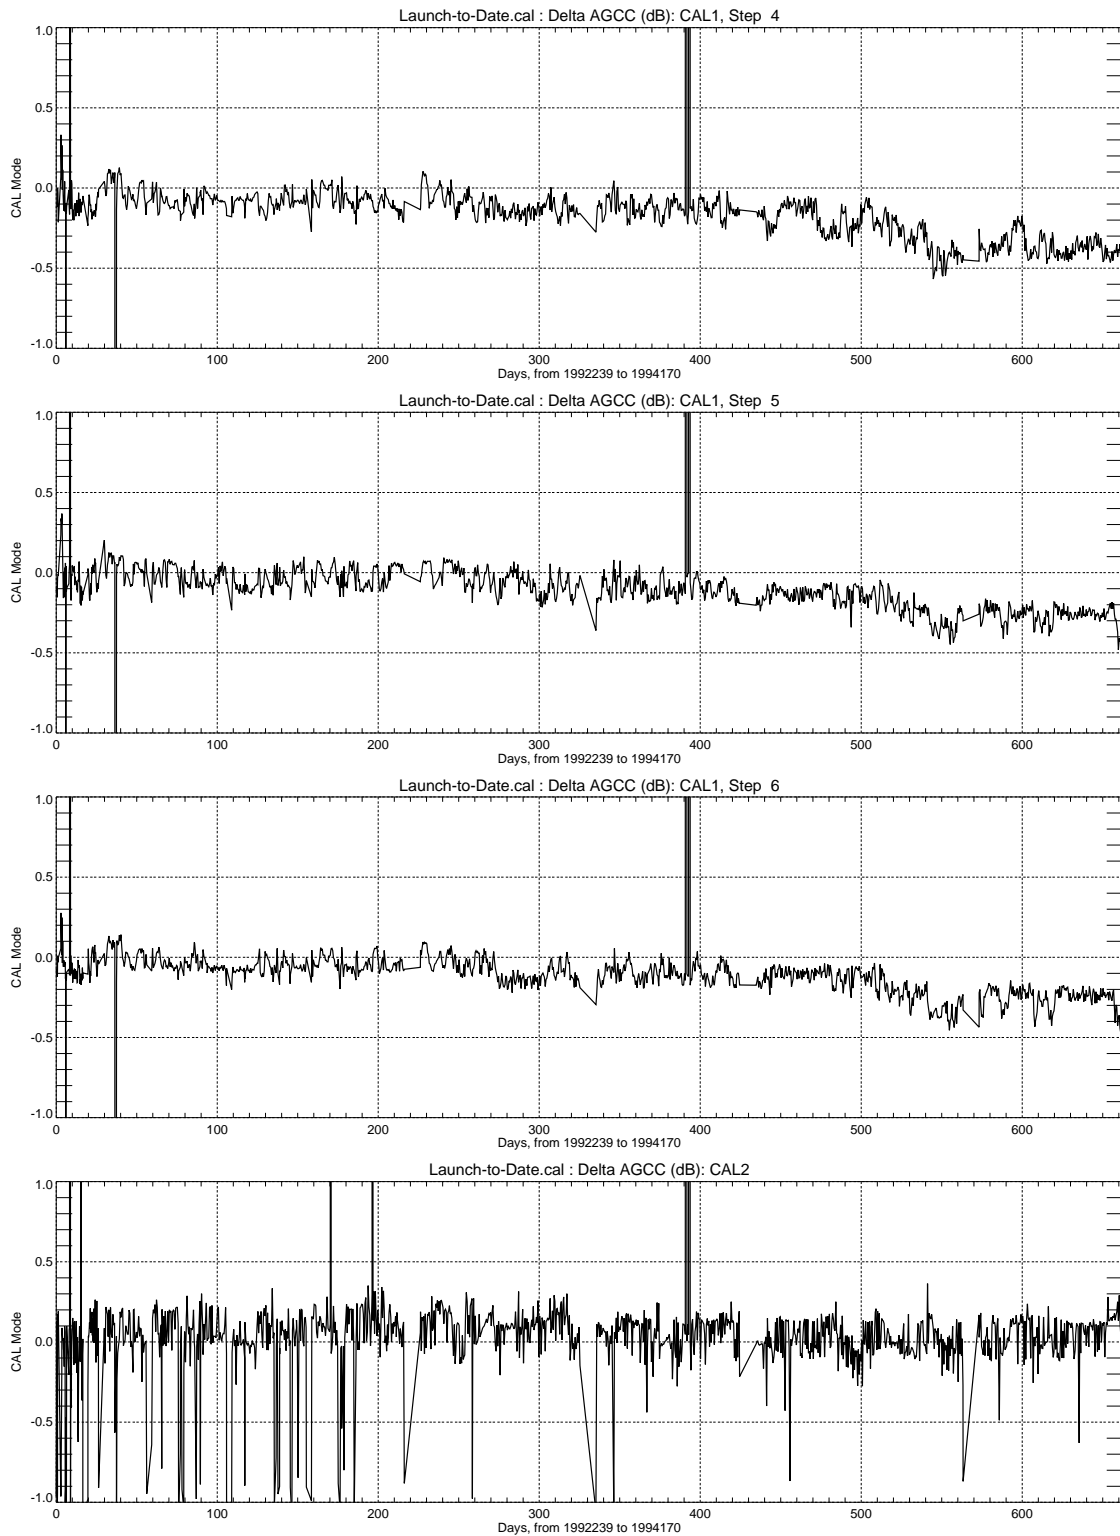 Launch-to-Date.cal : Delta AGCC (dB): CAL1, Step 4
1.0
0.5
0.0
-0.5
-1.0
CAL Mode
0 100 200 300 400 500 600
Days, from 1992239 to 1994170
Launch-to-Date.cal : Delta AGCC (dB): CAL1, Step 5
1.0
0.5
0.0
-0.5
-1.0
CAL Mode
0 100 200 300 400 500 600
Days, from 1992239 to 1994170
Launch-to-Date.cal : Delta AGCC (dB): CAL1, Step 6
1.0
0.5
0.0
-0.5
-1.0
CAL Mode
0 100 200 300 400 500 600
Days, from 1992239 to 1994170
Launch-to-Date.cal : Delta AGCC (dB): CAL2
1.0
0.5
0.0
-0.5
-1.0
CAL Mode
0 100 200 300 400 500 600
Days, from 1992239 to 1994170